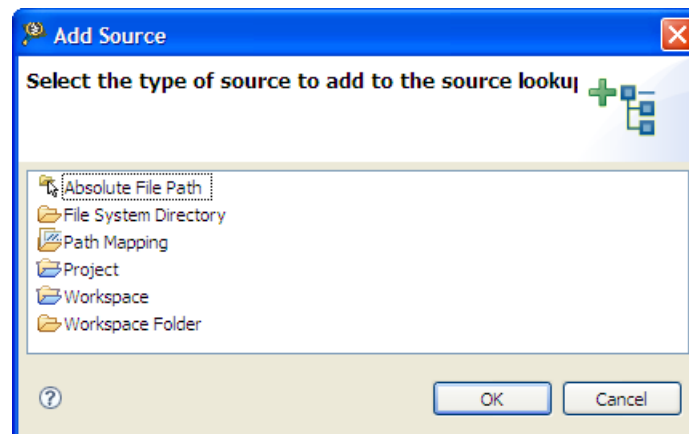 Add Source
Select the type of source to add to the source
Absolute File Path
File System Directory
Path Mapping
Project
Workspace
Workspace Folder
OK
Cancel